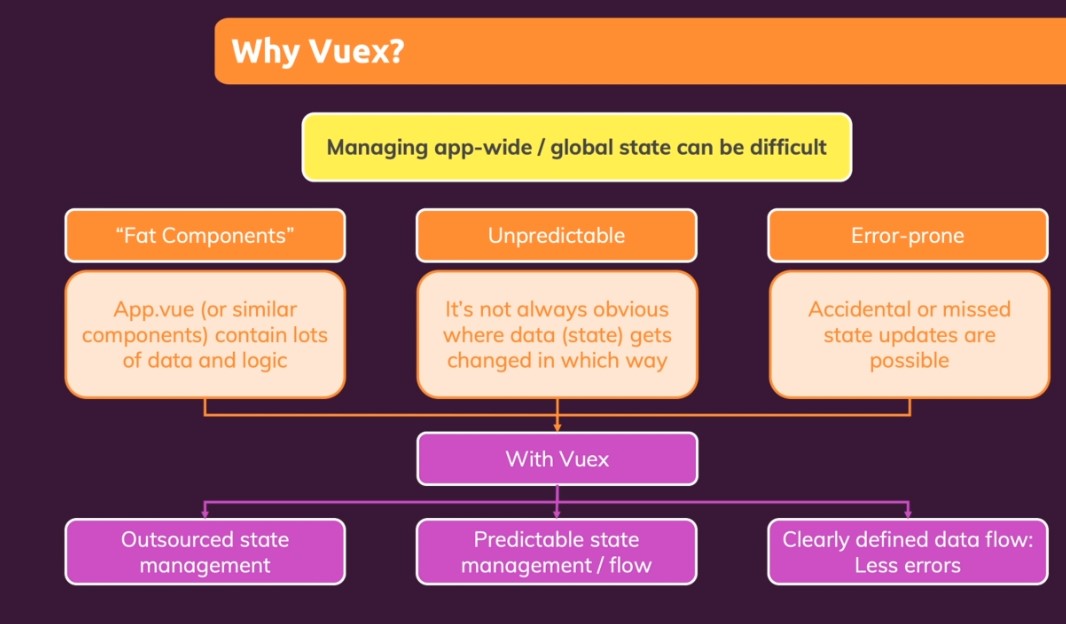 Why Vuex?
Managing app-wide / global state can be difficult
“Fat Components”
App.vue (or similar
components) contain lots
of data and logic
Unpredictable
It’s not always obvious
where data (state) gets
changed in which way
Error-prone
Accidental or missed
state updates are
possible
With Vuex
Outsourced state
management
Predictable state
management / flow
Clearly defined data flow:
Less errors